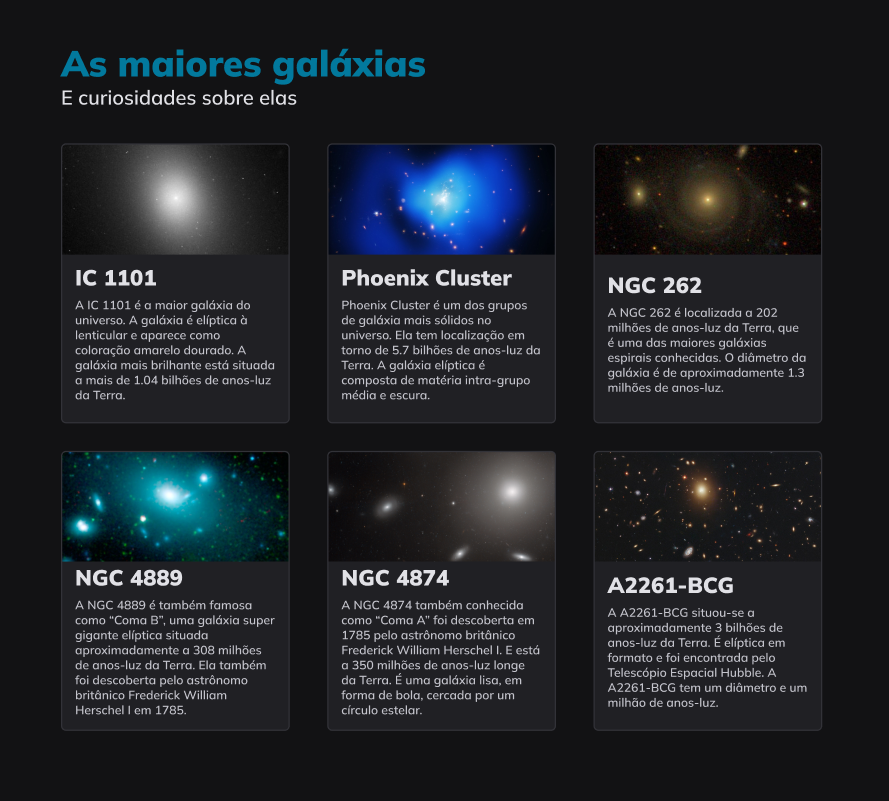 As maiores galáxias
E curiosidades sobre elas
IC 1101
A IC 1101 é a maior galáxia do
universo. A galáxia é elíptica à
lenticular e aparece como
coloração amarelo dourado. A
galáxia mais brilhante está situada
a mais de 1.04 bilhões de anos-luz
da Terra.
Phoenix Cluster
Phoenix Cluster é um dos grupos
de galáxia mais sólidos no
universo. Ela tem localização em
torno de 5.7 bilhões de anos-luz da
Terra. A galáxia elíptica é
composta de matéria intra-grupo
média e escura.
NGC 262
A NGC 262 é localizada a 202
milhões de anos-luz da Terra, que
é uma das maiores galáxias
espirais conhecidas. O diâmetro da
galáxia é de aproximadamente 1.3
milhões de anos-luz.
NGC 4889
A NGC 4889 é também famosa
como “Coma B”, uma galáxia super
gigante elíptica situada
aproximadamente a 308 milhões
de anos-luz da Terra. Ela também
foi descoberta pelo astrônomo
britânico Frederick William
Herschel I em 1785.
NGC 4874
A NGC 4874 também conhecida
como “Coma A” foi descoberta em
1785 pelo astrônomo britânico
Frederick William Herschel I. E está
a 350 milhões de anos-luz longe
da Terra. É uma galáxia lisa, em
forma de bola, cercada por um
círculo estelar.
A2261-BCG
A A2261-BCG situou-se a
aproximadamente 3 bilhões de
anos-luz da Terra. É elíptica em
formato e foi encontrada pelo
Telescópio Espacial Hubble. A
A2261-BCG tem um diâmetro e um
milhão de anos-luz.